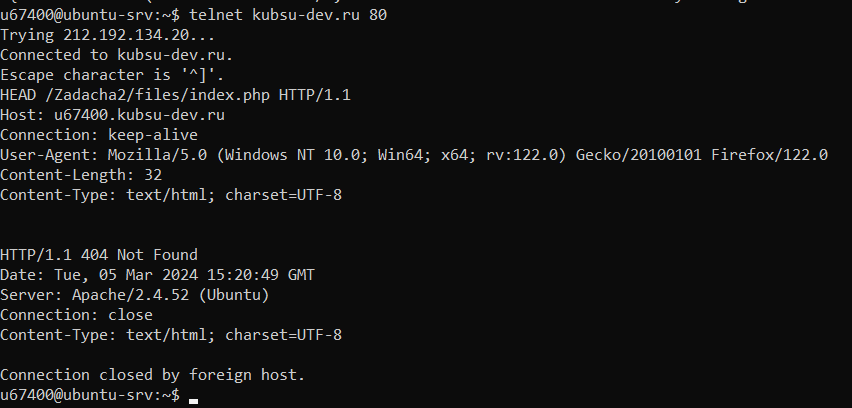 u67400@ubuntu-srv:~$ telnet kubsu-dev.ru 80
Trying 212.192.134.20...
Connected to kubsu-dev.ru.
Escape character is '^]'.
HEAD /Zadacha2/files/index.php HTTP/1.1
Host: u67400.kubsu-dev.ru
Connection: keep-alive
User-Agent: Mozilla/5.0 (Windows NT 10.0; Win64; x64; rv:122.0) Gecko/20100101 Firefox/122.0
Content-Length: 32
Content-Type: text/html; charset=UTF-8
HTTP/1.1 404 Not Found
Date: Tue, 05 Mar 2024 15:20:49 GMT
Server: Apache/2.4.52 (Ubuntu)
Connection: close
Content-Type: text/html; charset=UTF-8
Connection closed by foreign host.
u67400@ubuntu-srv:~$